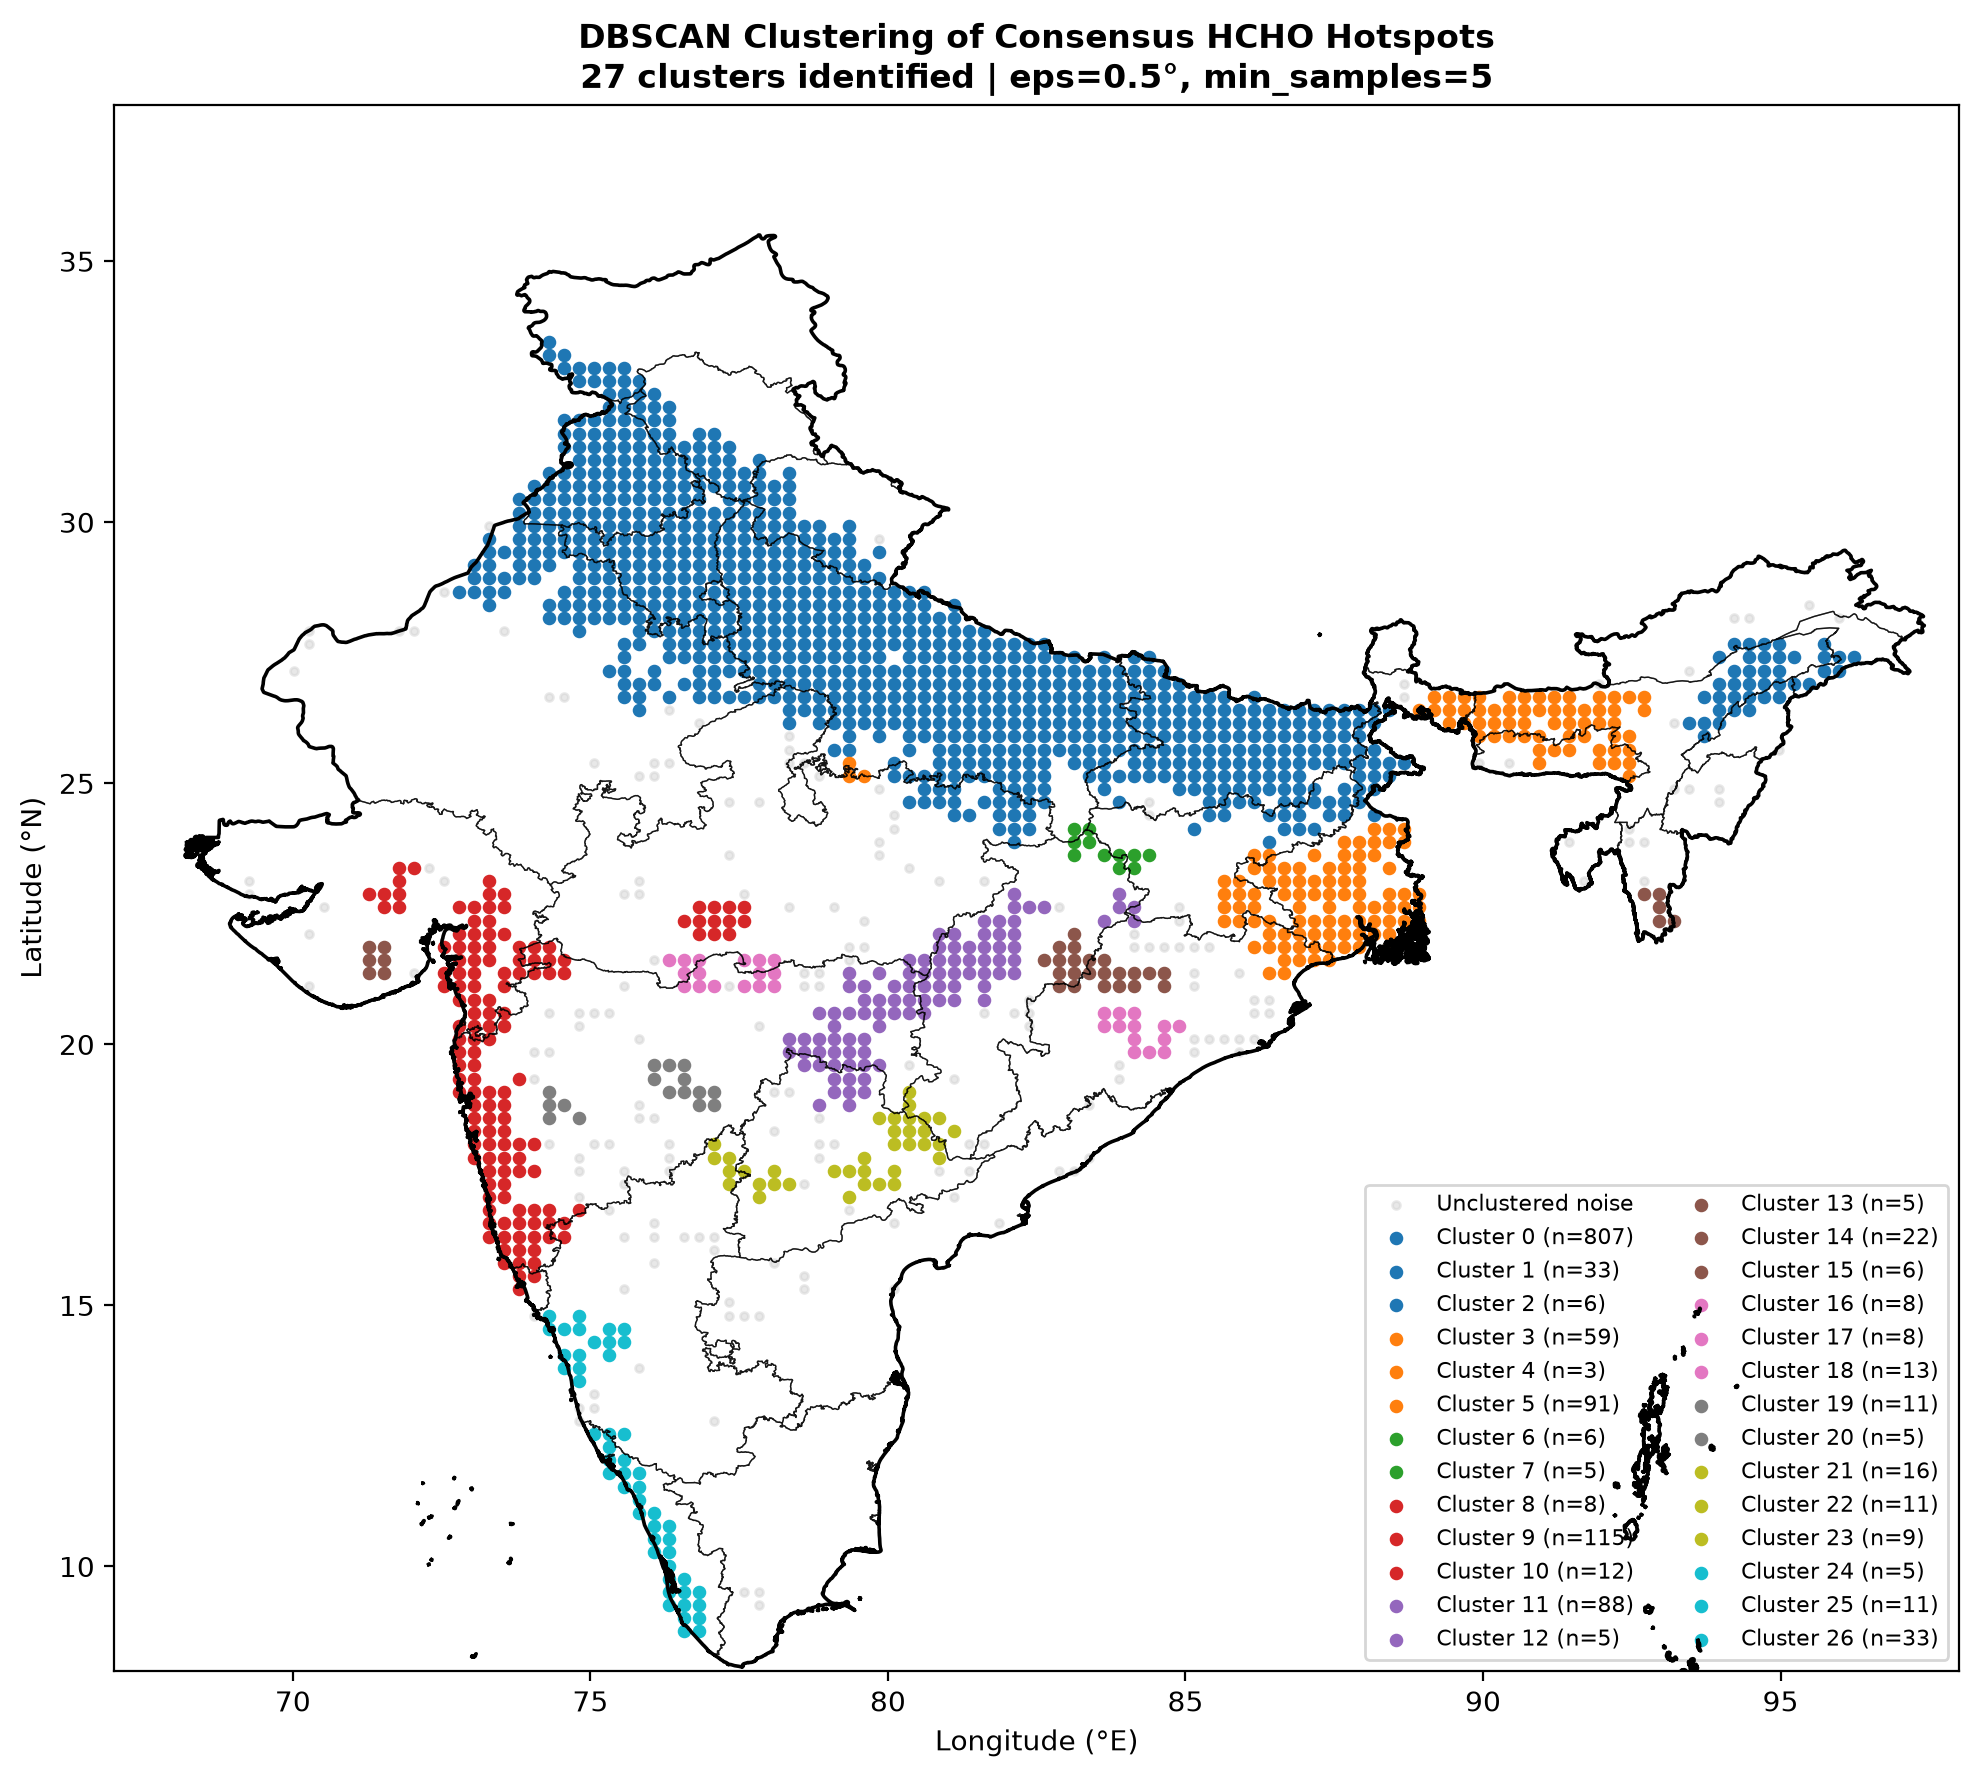 DBSCAN Clustering of Consensus HCHO Hotspots
27 clusters identified | eps=0.5°, min_samples=5
Latitude (°N)
35
30
25
20
15
10
70
75
80
85
90
95
Longitude (°E)
Unclustered noise
Cluster 0 (n=807)
Cluster 1 (n=33)
Cluster 2 (n=6)
Cluster 3 (n=59)
Cluster 4 (n=3)
Cluster 5 (n=91)
Cluster 6 (n=6)
Cluster 7 (n=5)
Cluster 8 (n=8)
Cluster 9 (n=115)
Cluster 10 (n=12)
Cluster 11 (n=88)
Cluster 12 (n=5)
Cluster 13 (n=5)
Cluster 14 (n=22)
Cluster 15 (n=6)
Cluster 16 (n=8)
Cluster 17 (n=8)
Cluster 18 (n=13)
Cluster 19 (n=11)
Cluster 20 (n=5)
Cluster 21 (n=16)
Cluster 22 (n=11)
Cluster 23 (n=9)
Cluster 24 (n=5)
Cluster 25 (n=11)
Cluster 26 (n=33)